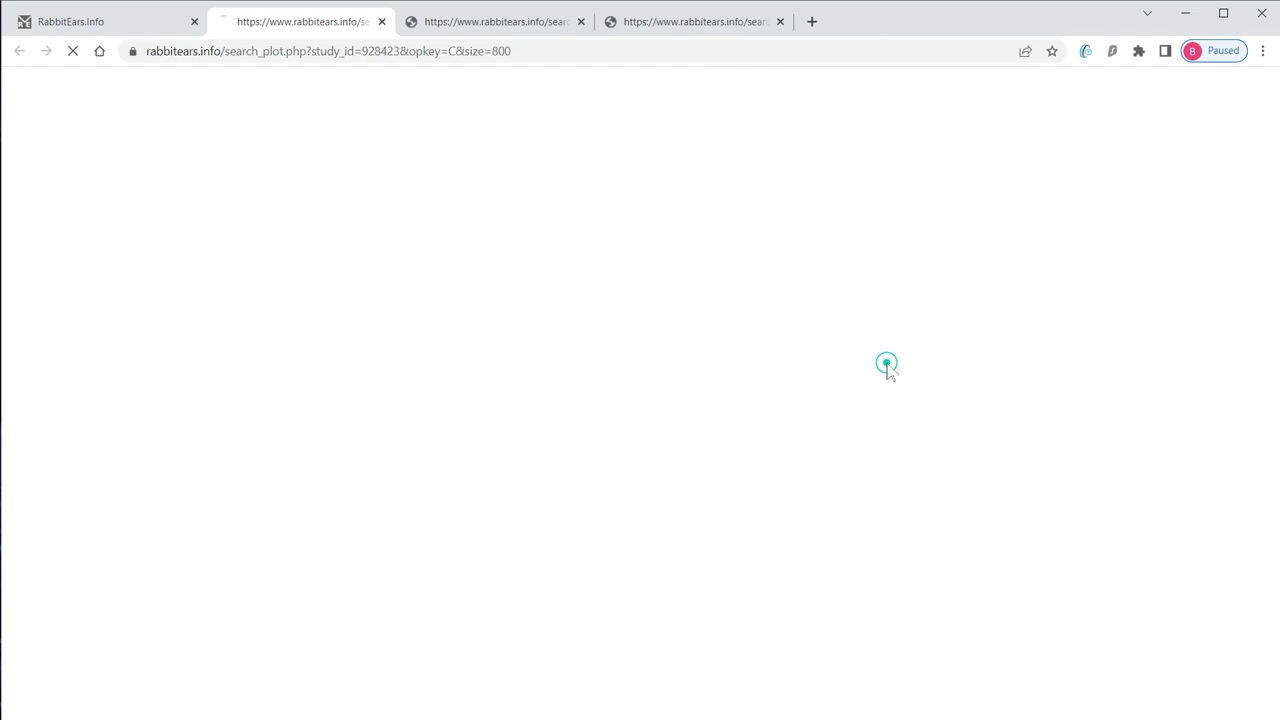 RabbitEars.Info
https://www.rabbitears.info/se
https://www.rabbitears.info/sear
https://www.rabbitears.info/sear
rabbitears.info/search_plot.php?study_id=928423&opkey=C&size=800
B
Paused